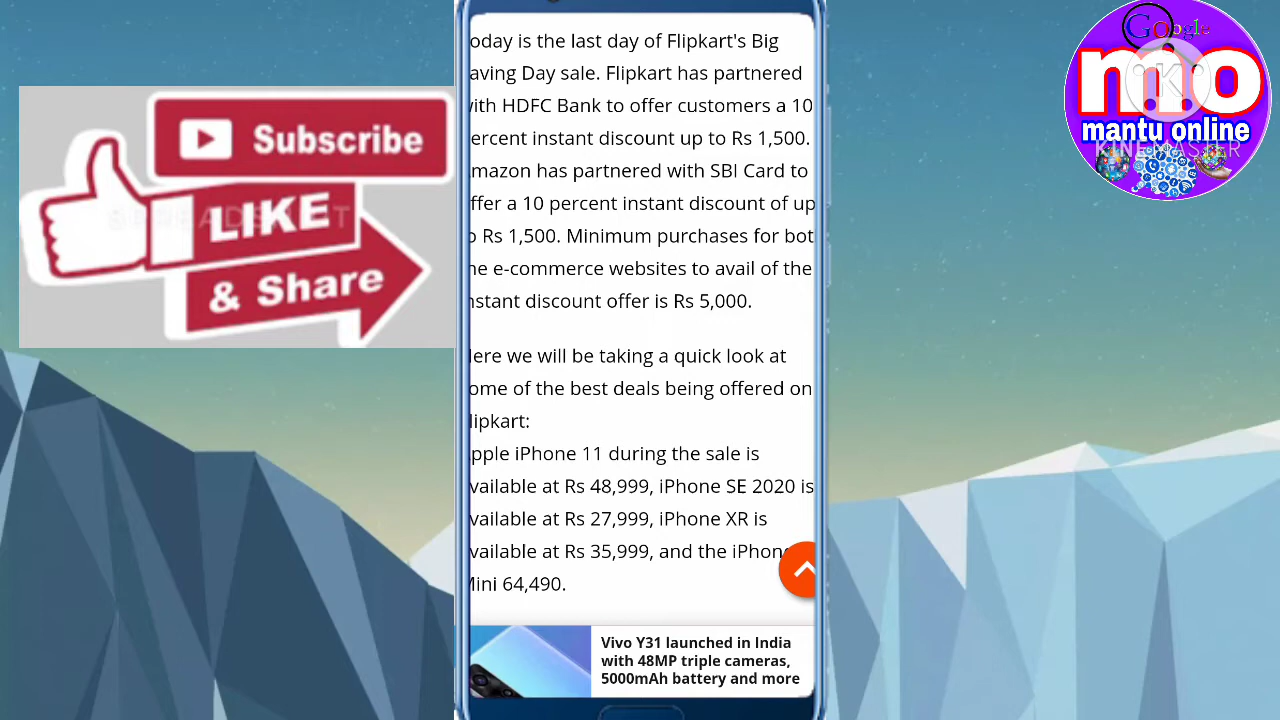 Subscribe
LIKE
& Share
oday is the last day of Flipkart's Big
aving Day sale. Flipkart has partnered
ith HDFC Bank to offer customers a 10
ercent instant discount up to Rs 1,500.
mazon has partnered with SBI Card to
ffer a 10 percent instant discount of up
o Rs 1,500. Minimum purchases for bot
he e-commerce websites to avail of the
nstant discount offer is Rs 5,000.
ere we will be taking a quick look at
ome of the best deals being offered on
lipkart:
pple iPhone 11 during the sale is
vailable at Rs 48,999, iPhone SE 2020 is
vailable at Rs 27,999, iPhone XR is
vailable at Rs 35,999, and the iPhon
Mini 64,490.
Vivo Y31 launched in India
with 48MP triple cameras,
5000mAh battery and more
Google
mo
K
mantu online
KINEMASTER